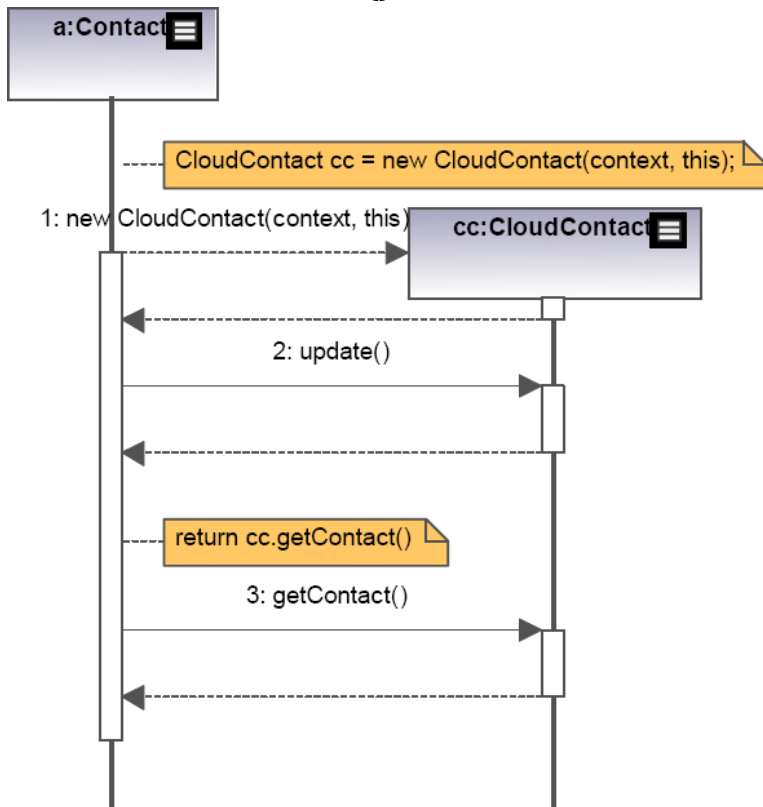 a:Contact
CloudContact cc = new CloudContact(context, this);
1: new CloudContact(context, this)
cc:CloudContact
2: update()
return cc.getContact()
3: getContact()